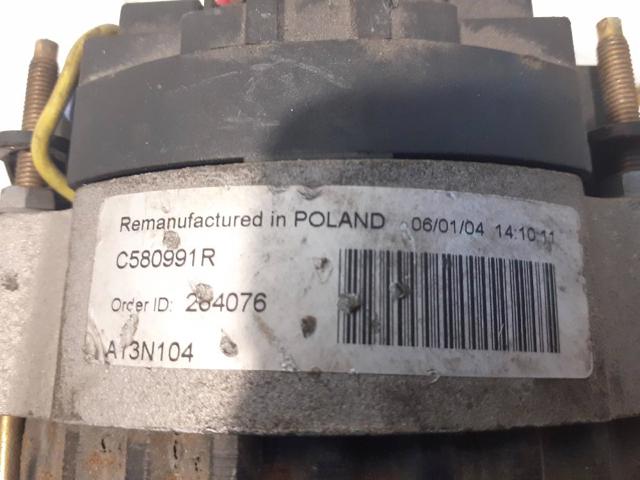 Remanufactured in POLAND 06/01/04 14:10:11
C580991R
Order ID: 264076
A13N104